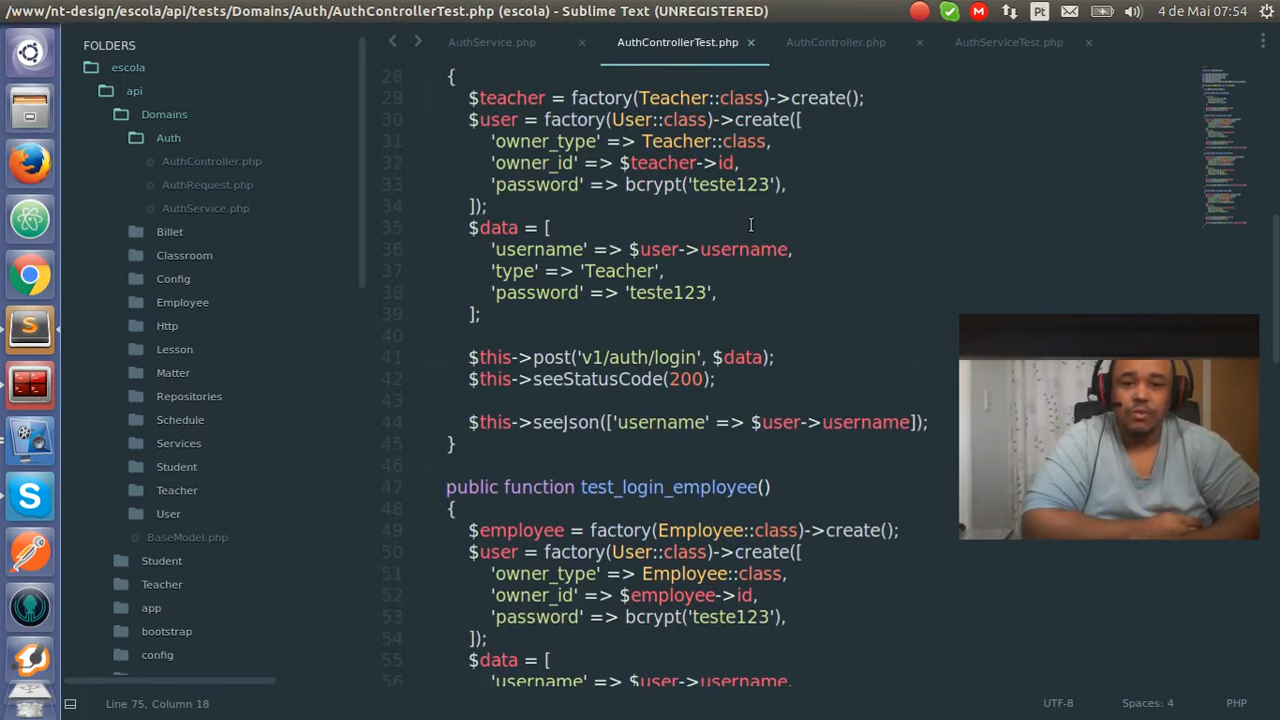 /www/nt-design/escola/api/tests/Domains/Auth/AuthControllerTest.php (escola) - Sublime Text (UNREGISTERED)
Pt
4 de Mai 07:54
FOLDERS
escola
api
Domains
Auth
AuthController.php
AuthRequest.php
AuthService.php
Billet
Classroom
Config
Employee
Http
Lesson
Matter
Repositories
Schedule
Services
Student
Teacher
User
BaseModel.php
Student
Teacher
app
bootstrap
config
AuthService.php
AuthControllerTest.php
AuthController.php
AuthServiceTest.php
28 {
29 $teacher = factory(Teacher::class)->create();
30 $user = factory(User::class)->create([
31 'owner_type' => Teacher::class,
32 'owner_id' => $teacher->id,
33 'password' => bcrypt('teste123'),
34 ]);
35 $data = [
36 'username' => $user->username,
37 'type' => 'Teacher',
38 'password' => 'teste123',
39 ];
40
41 $this->post('v1/auth/login', $data);
42 $this->seeStatusCode(200);
43
44 $this->seeJson(['username' => $user->username]);
45 }
46
47 public function test_login_employee()
48 {
49 $employee = factory(Employee::class)->create();
50 $user = factory(User::class)->create([
51 'owner_type' => Employee::class,
52 'owner_id' => $employee->id,
53 'password' => bcrypt('teste123'),
54 ]);
55 $data = [
56 'username' => $user->username,
Line 75, Column 18
UTF-8
Spaces: 4
PHP